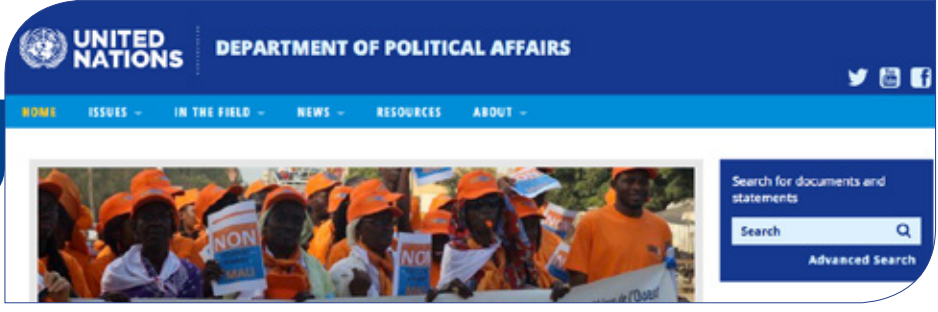 UNITED
NATIONS
DEPARTMENT OF POLITICAL AFFAIRS
HOME ISSUES IN THE FIELD NEWS RESOURCES ABOUT
Search for documents and
statements
Search
Advanced Search
NON
MALI
NON